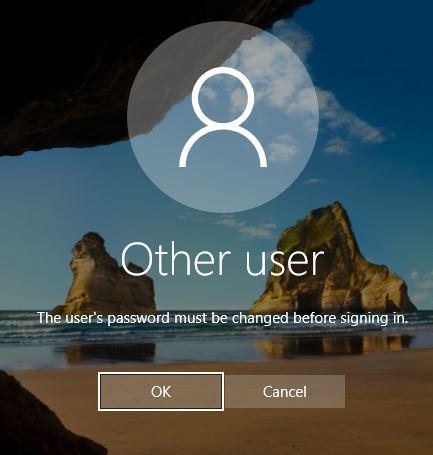 Other user
The user's password must be changed before signing in.
OK
Cancel